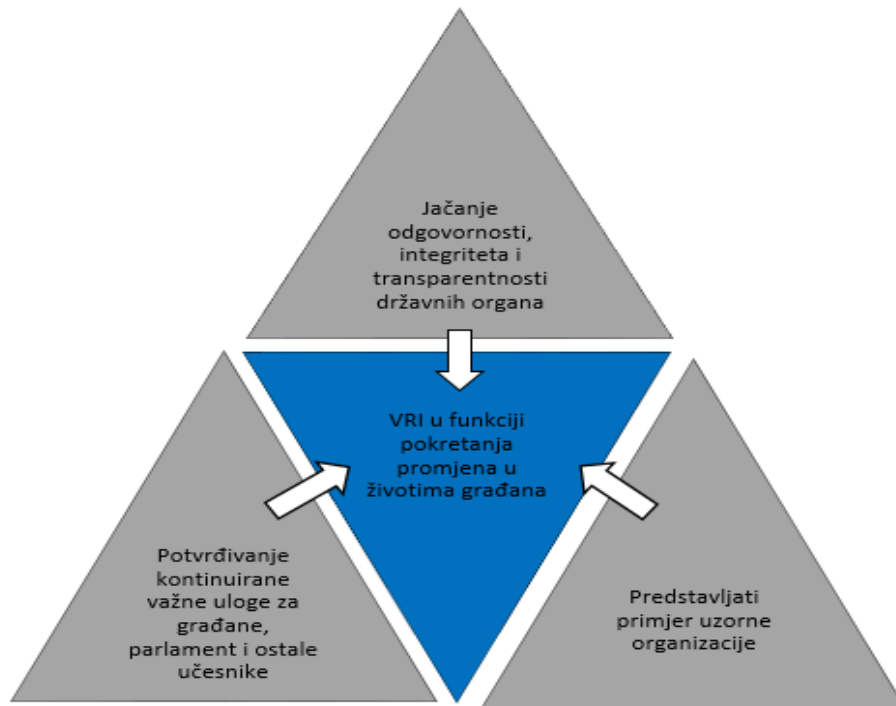 Jačanje
odgovornosti,
integriteta i
transparentnosti
državnih organa
VRI u funkciji
pokretanja
promjena u
životima građana
Potvrđivanje
kontinuirane
važne uloge za
građane,
parlament i ostale
učesnike
Predstavljati
primjer uzorne
organizacije